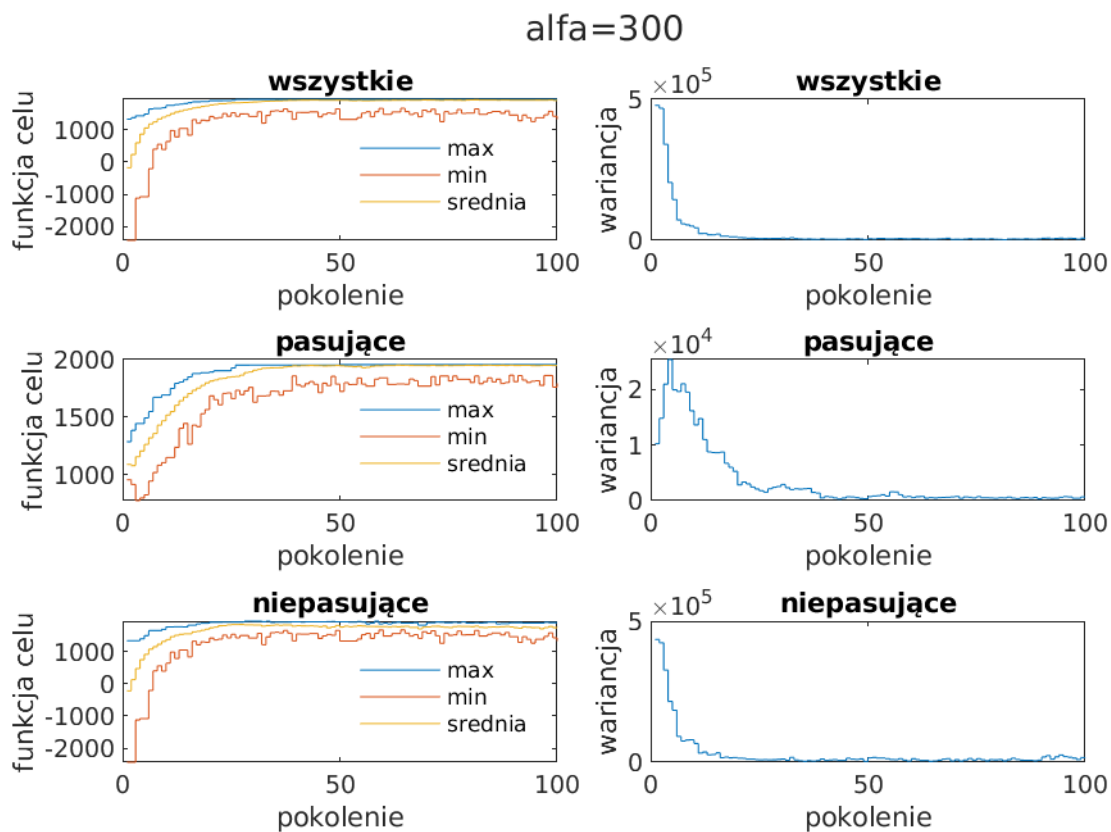 alfa=300
wszystkie
funkcja celu
1000
0
-1000
-2000
max
min
srednia
0
50
100
pokolenie
wszystkie
×10^5
wariancja
5
0
0
50
100
pokolenie
pasujące
funkcja celu
2000
1500
1000
max
min
srednia
0
50
100
pokolenie
pasujące
×10^4
wariancja
2
1
0
0
50
100
pokolenie
niepasujące
funkcja celu
1000
0
-1000
-2000
max
min
srednia
0
50
100
pokolenie
niepasujące
×10^5
wariancja
5
0
0
50
100
pokolenie